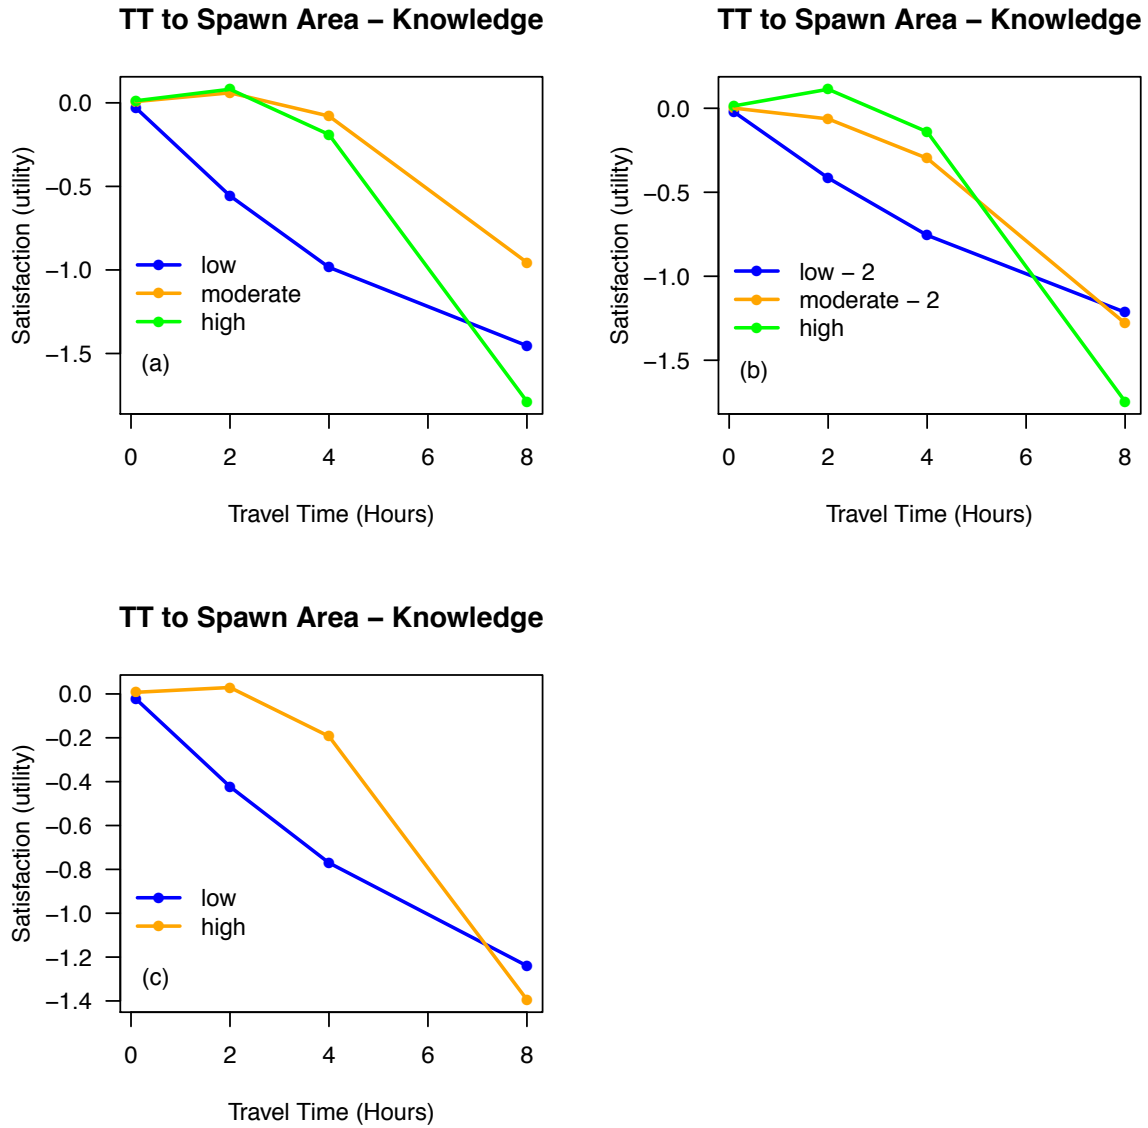 TT to Spawn Area – Knowledge
Satisfaction (utility)
0.0
−0.5
−1.0
−1.5
low
moderate
high
(a)
0 2 4 6 8
Travel Time (Hours)
TT to Spawn Area – Knowledge
Satisfaction (utility)
0.0
−0.5
−1.0
−1.5
low − 2
moderate − 2
high
(b)
0 2 4 6 8
Travel Time (Hours)
TT to Spawn Area – Knowledge
Satisfaction (utility)
0.0
−0.2
−0.4
−0.6
−0.8
−1.0
−1.2
−1.4
low
high
(c)
0 2 4 6 8
Travel Time (Hours)